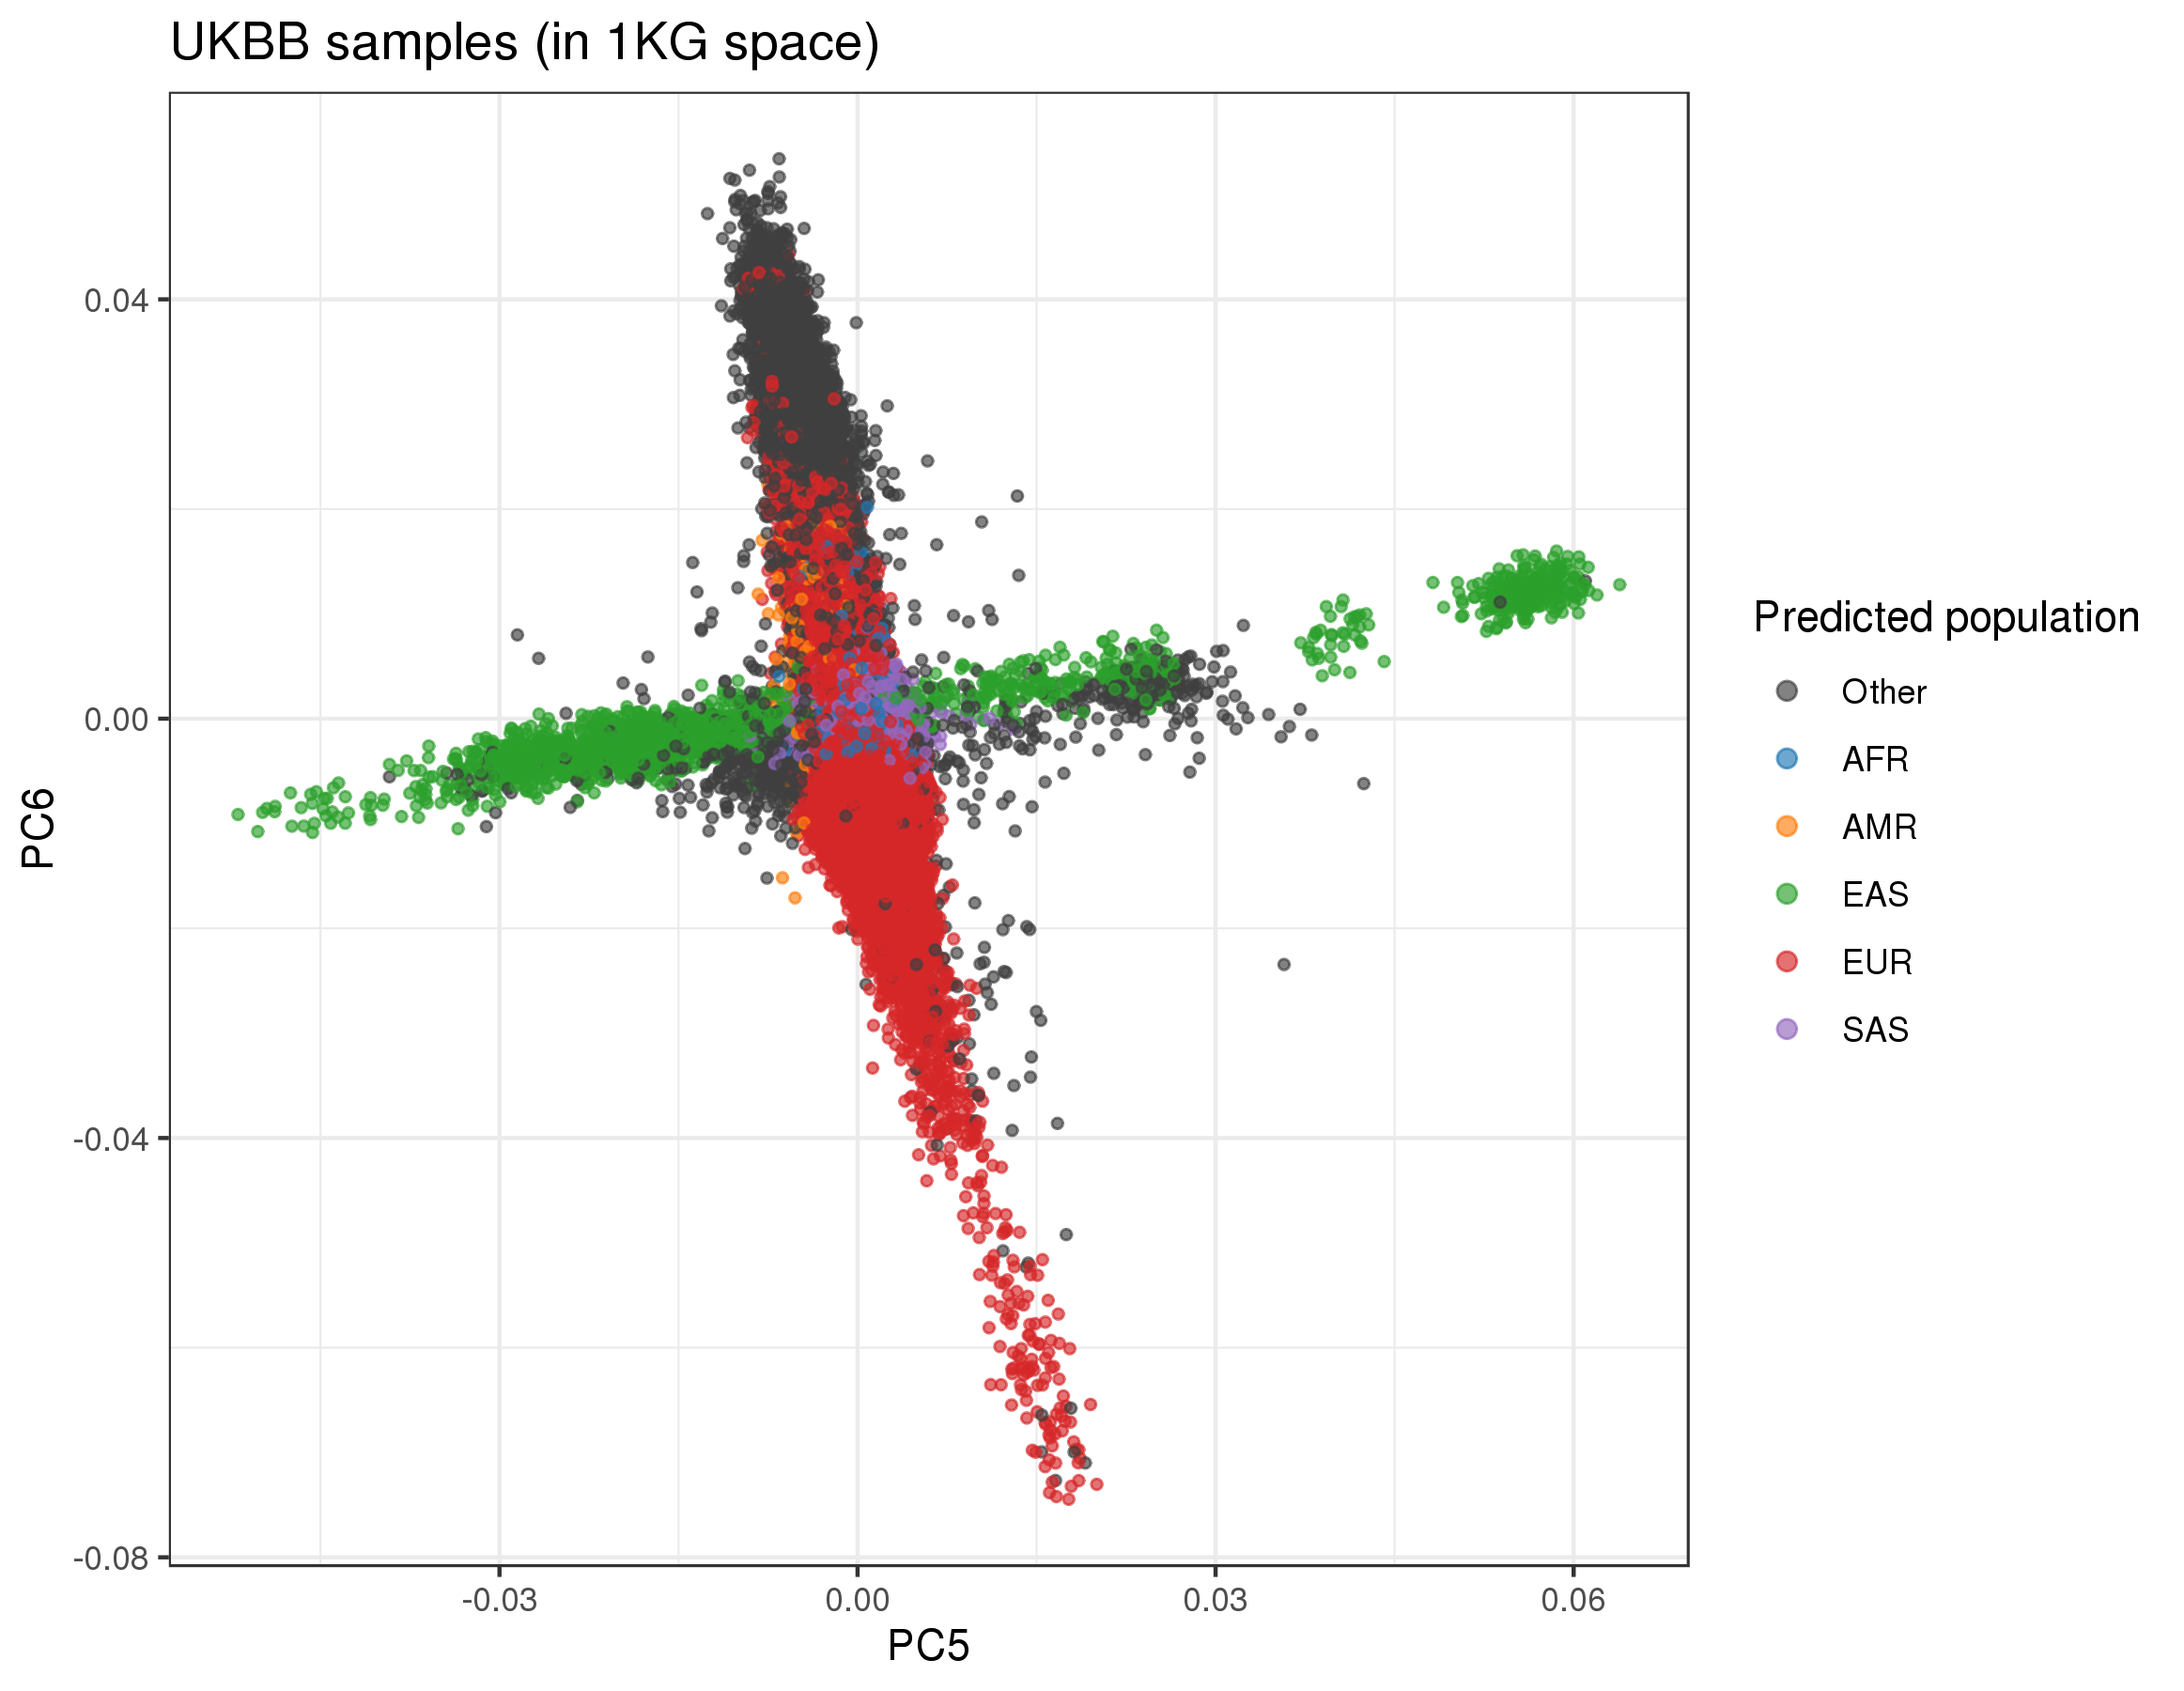 UKBB samples (in 1KG space)
PC6
0.04
0.00
-0.04
-0.08
-0.03
0.00
0.03
0.06
PC5
Predicted population
Other
AFR
AMR
EAS
EUR
SAS